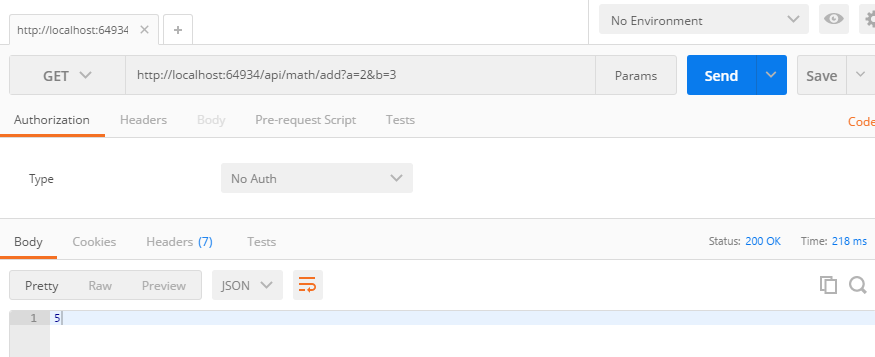 http://localhost:64934
No Environment
GET http://localhost:64934/api/math/add?a=2&b=3 Params Send Save
Authorization Headers Body Pre-request Script Tests Code
Type No Auth
Body Cookies Headers (7) Tests Status: 200 OK Time: 218 ms
Pretty Raw Preview JSON
1 5